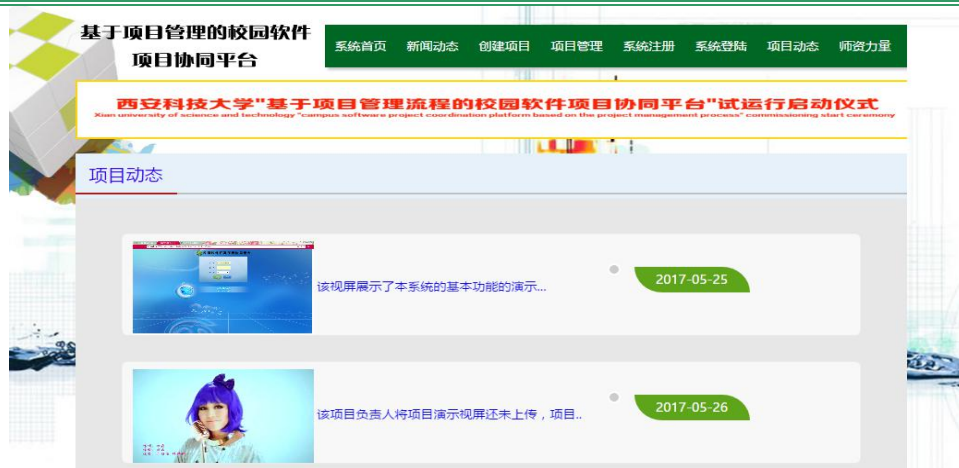 基于项目管理的校园软件
项目协同平台
系统首页 新闻动态 创建项目 项目管理 系统注册 系统登陆 项目动态 师资力量
西安科技大学"基于项目管理流程的校园软件项目协同平台"试运行启动仪式
Xian university of science and technology "campus software project coordination platform based on the project management process" commissioning start ceremony
项目动态
该视屏展示了本系统的基本功能的演示...
2017-05-25
该项目负责人将项目演示视屏还未上传，项目..
2017-05-26